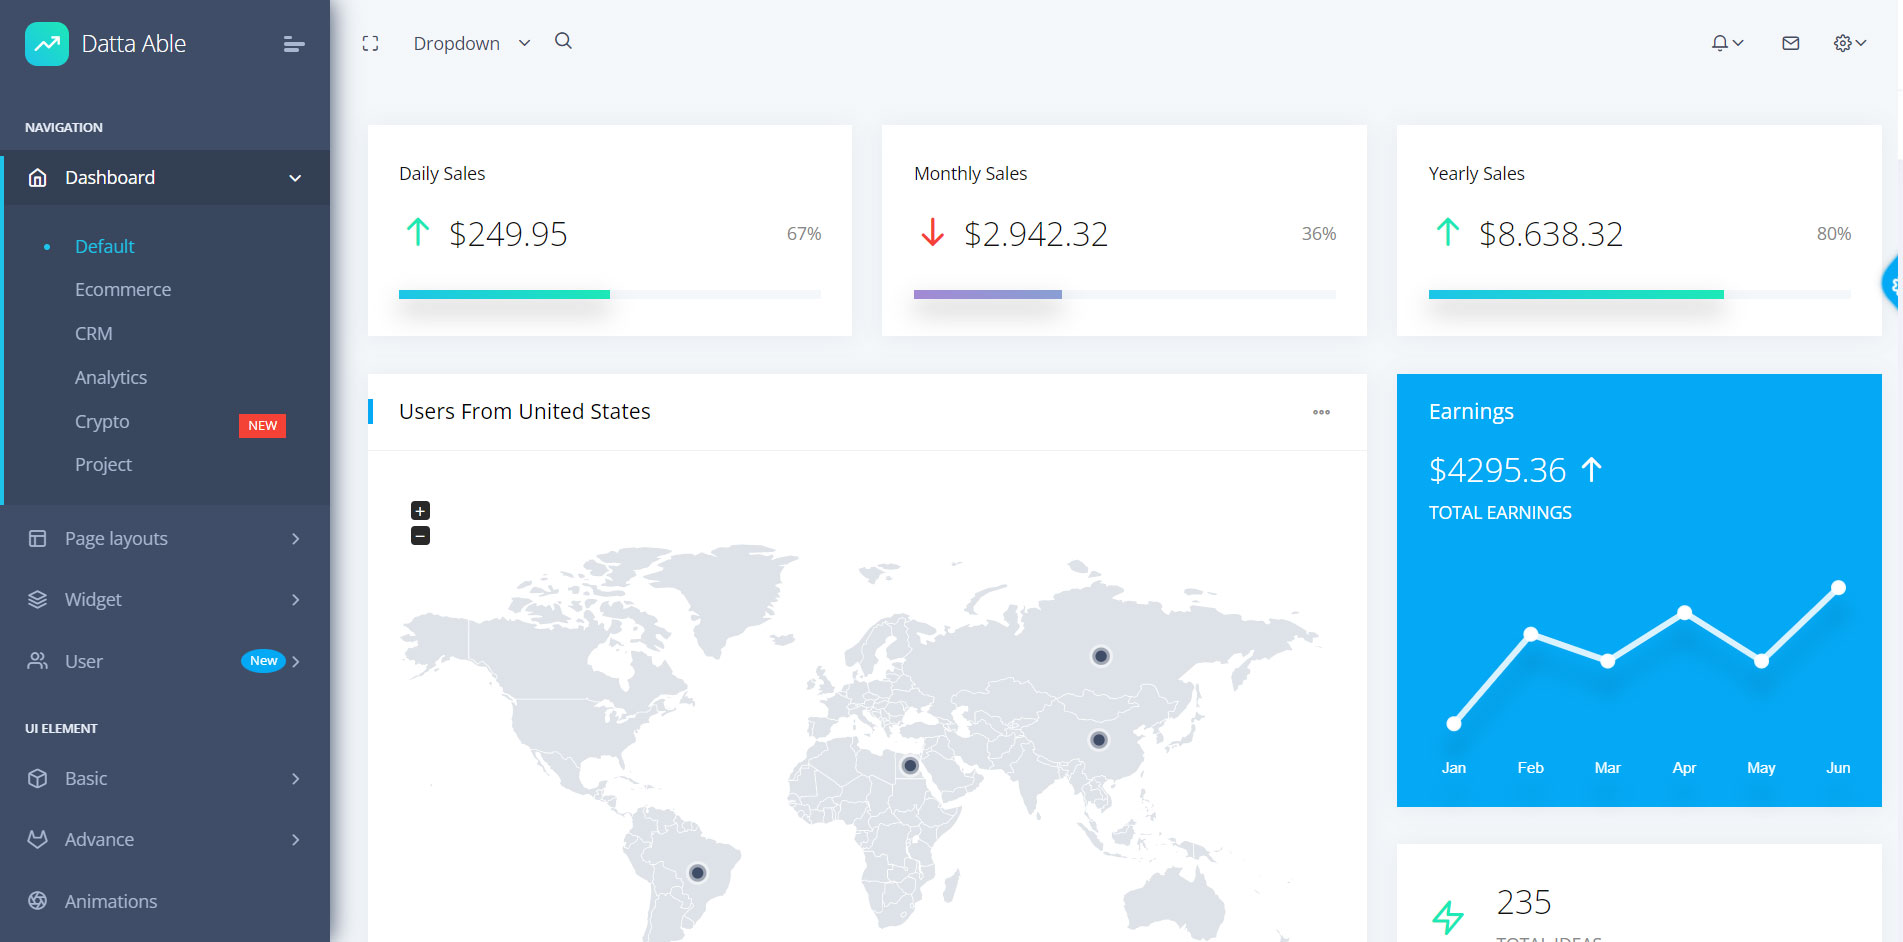 Datta Able
Dropdown
NAVIGATION
Dashboard
Default
Ecommerce
CRM
Analytics
Crypto
NEW
Project
Page layouts
Widget
User
New
UI ELEMENT
Basic
Advance
Animations
Daily Sales
$249.95
67%
Monthly Sales
$2.942.32
36%
Yearly Sales
$8.638.32
80%
Users From United States
+
−
Earnings
$4295.36
TOTAL EARNINGS
Jan Feb Mar Apr May Jun
235
TOTAL IDEAS